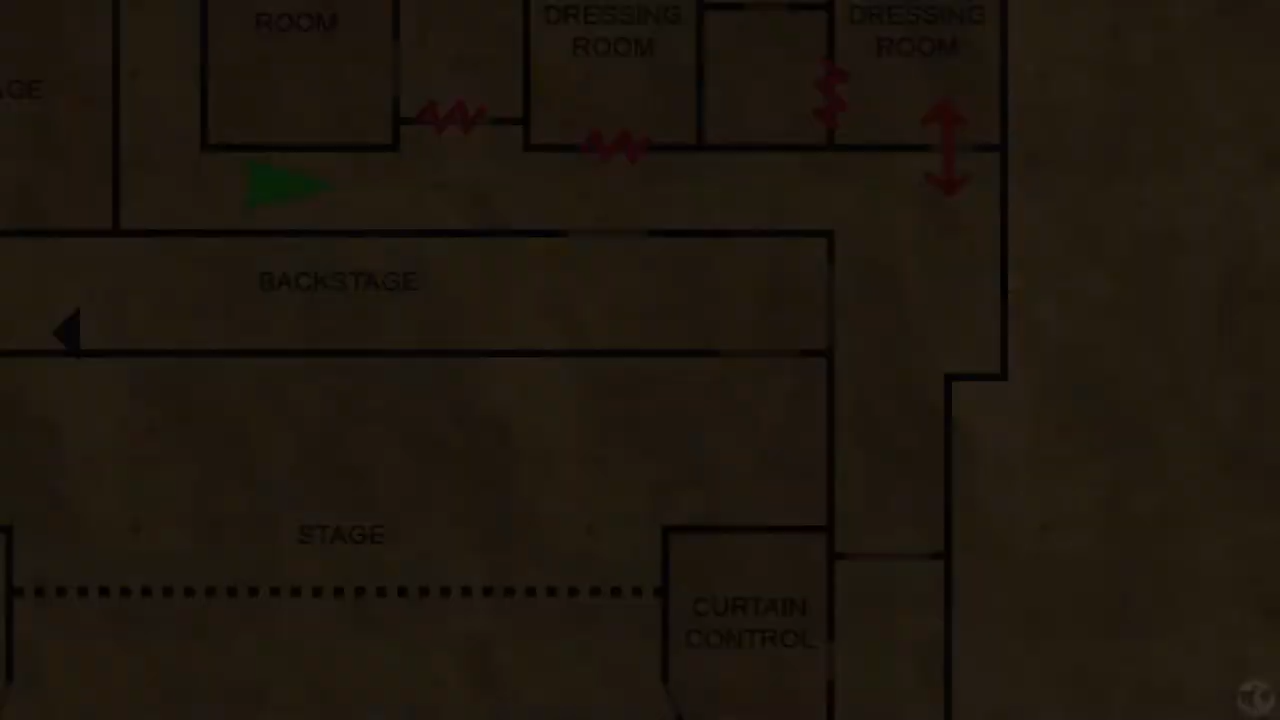 ROOM
DRESSING
ROOM
DRESSING
ROOM
BACKSTAGE
STAGE
CURTAIN
CONTROL